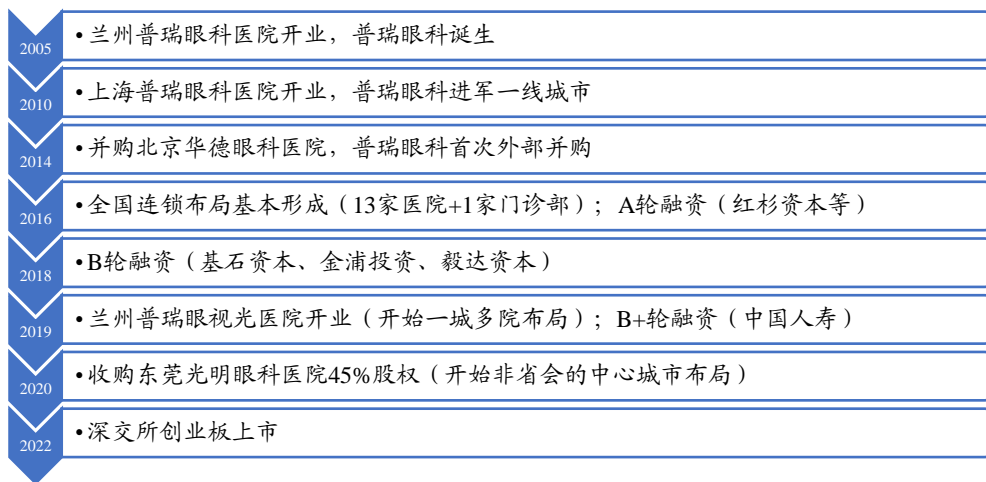 2005
•兰州普瑞眼科医院开业，普瑞眼科诞生
2010
•上海普瑞眼科医院开业，普瑞眼科进军一线城市
2014
•并购北京华德眼科医院，普瑞眼科首次外部并购
2016
•全国连锁布局基本形成（13家医院+1家门诊部）；A轮融资（红杉资本等）
2018
•B轮融资（基石资本、金浦投资、毅达资本）
2019
•兰州普瑞眼视光医院开业（开始一城多院布局）；B+轮融资（中国人寿）
2020
•收购东莞光明眼科医院45%股权（开始非省会的中心城市布局）
2022
•深交所创业板上市